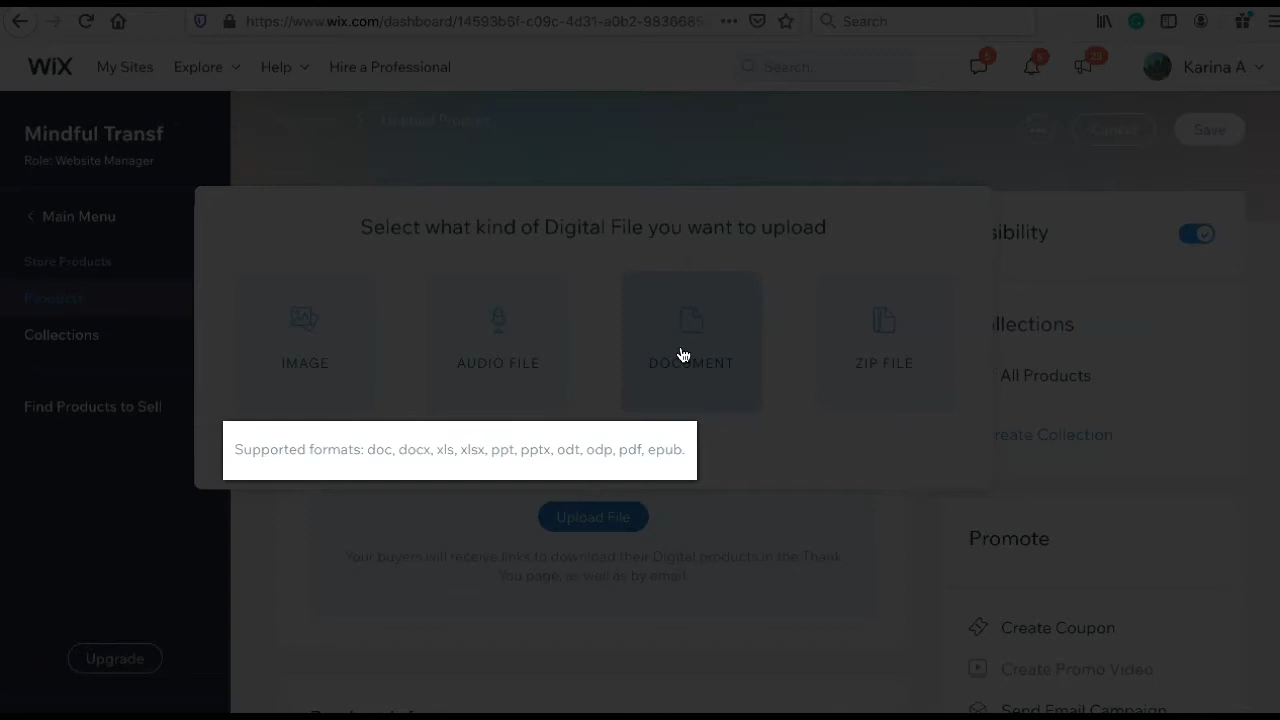 https://www.wix.com/dashboard/14593b6f-c09c-4d31-a0b2-9836685
Search
WiX
My Sites
Explore
Help
Hire a Professional
Search..
Karina A
Mindful Transf
Role: Website Manager
Cancel
Save
Main Menu
Store Products
Products
Collections
Find Products to Sell
Upgrade
Select what kind of Digital File you want to upload
IMAGE
AUDIO FILE
DOCUMENT
ZIP FILE
Supported formats: doc, docx, xls, xlsx, ppt, pptx, odt, odp, pdf, epub.
Upload File
Your buyers will receive links to download their Digital products in the Thank
You page, as well as by email.
sibility
llections
All Products
reate Collection
Promote
Create Coupon
Create Promo Video
Send Email Campaign